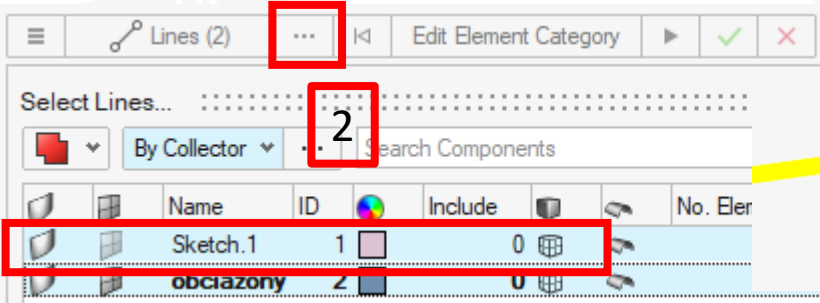 Lines (2) ... Edit Element Category
Select Lines...
By Collector ... 2 Search Components
Name ID Include No. Elem
Sketch.1 1 0
obciazony 2 0